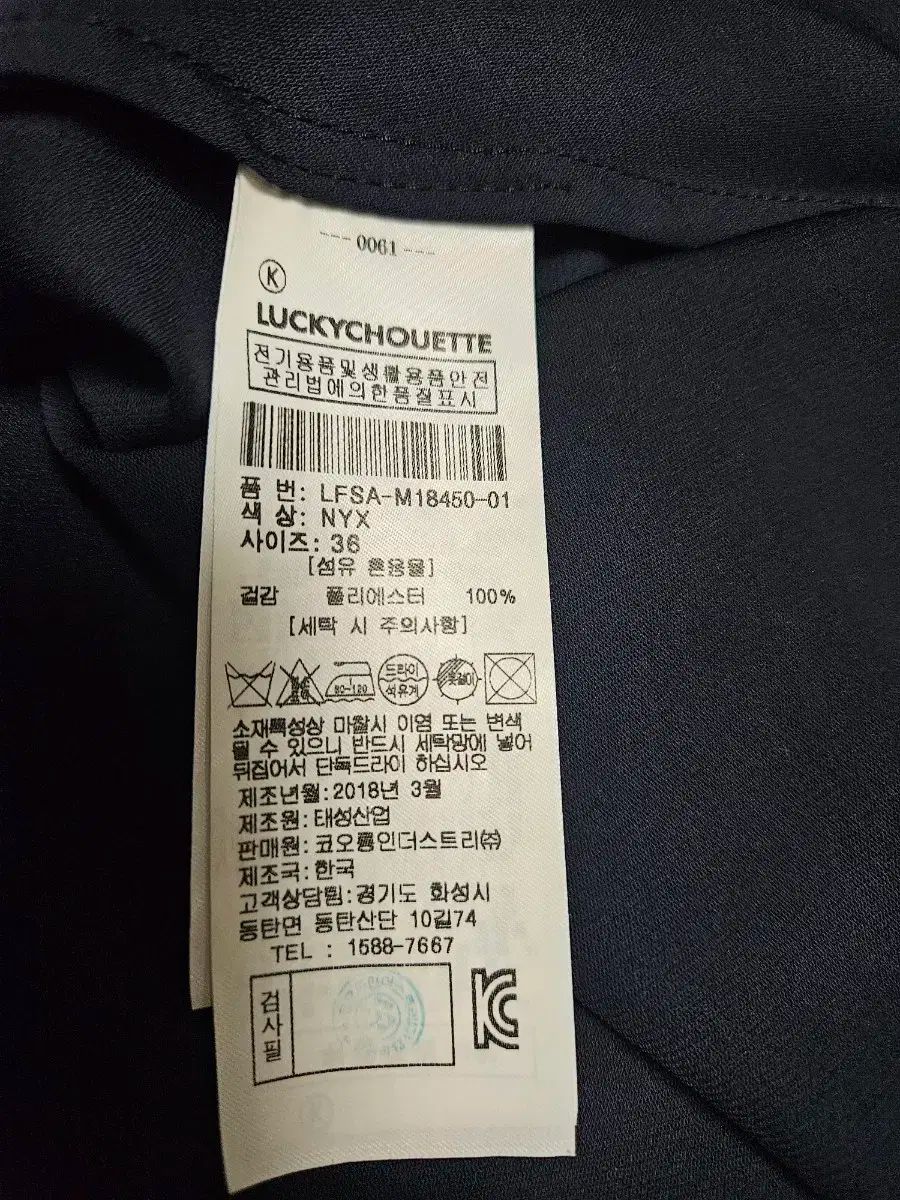 ---0061---
K
LUCKYCHOUETTE
전기용품및생활용품안전
관리법에의한품질표시
품 번: LFSA-M18450-01
색 상: NYX
사이즈: 36
[섬유 혼용율]
겉감 폴리에스터 100%
[세탁 시 주의사항]
80-120
드라이
석유계
옷걸이
소재특성상 마찰시 이염 또는 변색
될 수 있으니 반드시 세탁망에 넣어
뒤집어서 단독드라이 하십시오
제조년월:2018년 3월
제조원:태성산업
판매원:코오롱인더스트리㈜
제조국:한국
고객상담팀:경기도 화성시
동탄면 동탄산단 10길74
TEL : 1588-7667
검사필
KC